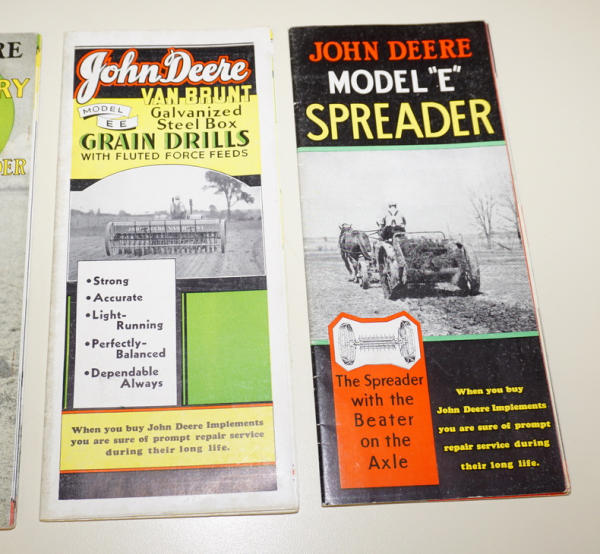 RE
RY
DER
John Deere
VAN BRUNT
MODEL
EE
Galvanized
Steel Box
GRAIN DRILLS
WITH FLUTED FORCE FEEDS
•Strong
•Accurate
•Light-
Running
•Perfectly-
Balanced
•Dependable
Always
When you buy John Deere Implements
you are sure of prompt repair service
during their long life.
JOHN DEERE
MODEL "E"
SPREADER
The Spreader
with the
Beater
on the
Axle
When you buy
John Deere Implements
you are sure of prompt
repair service during
their long life.